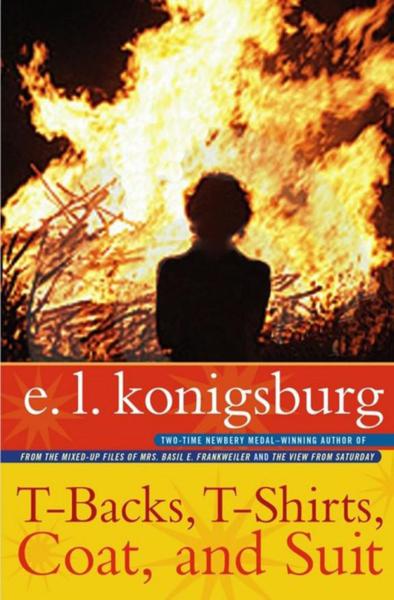 e. l. konigsburg
TWO-TIME NEWBERY MEDAL–WINNING AUTHOR OF
FROM THE MIXED-UP FILES OF MRS. BASIL E. FRANKWEILER AND THE VIEW FROM SATURDAY
T-Backs, T-Shirts,
Coat, and Suit